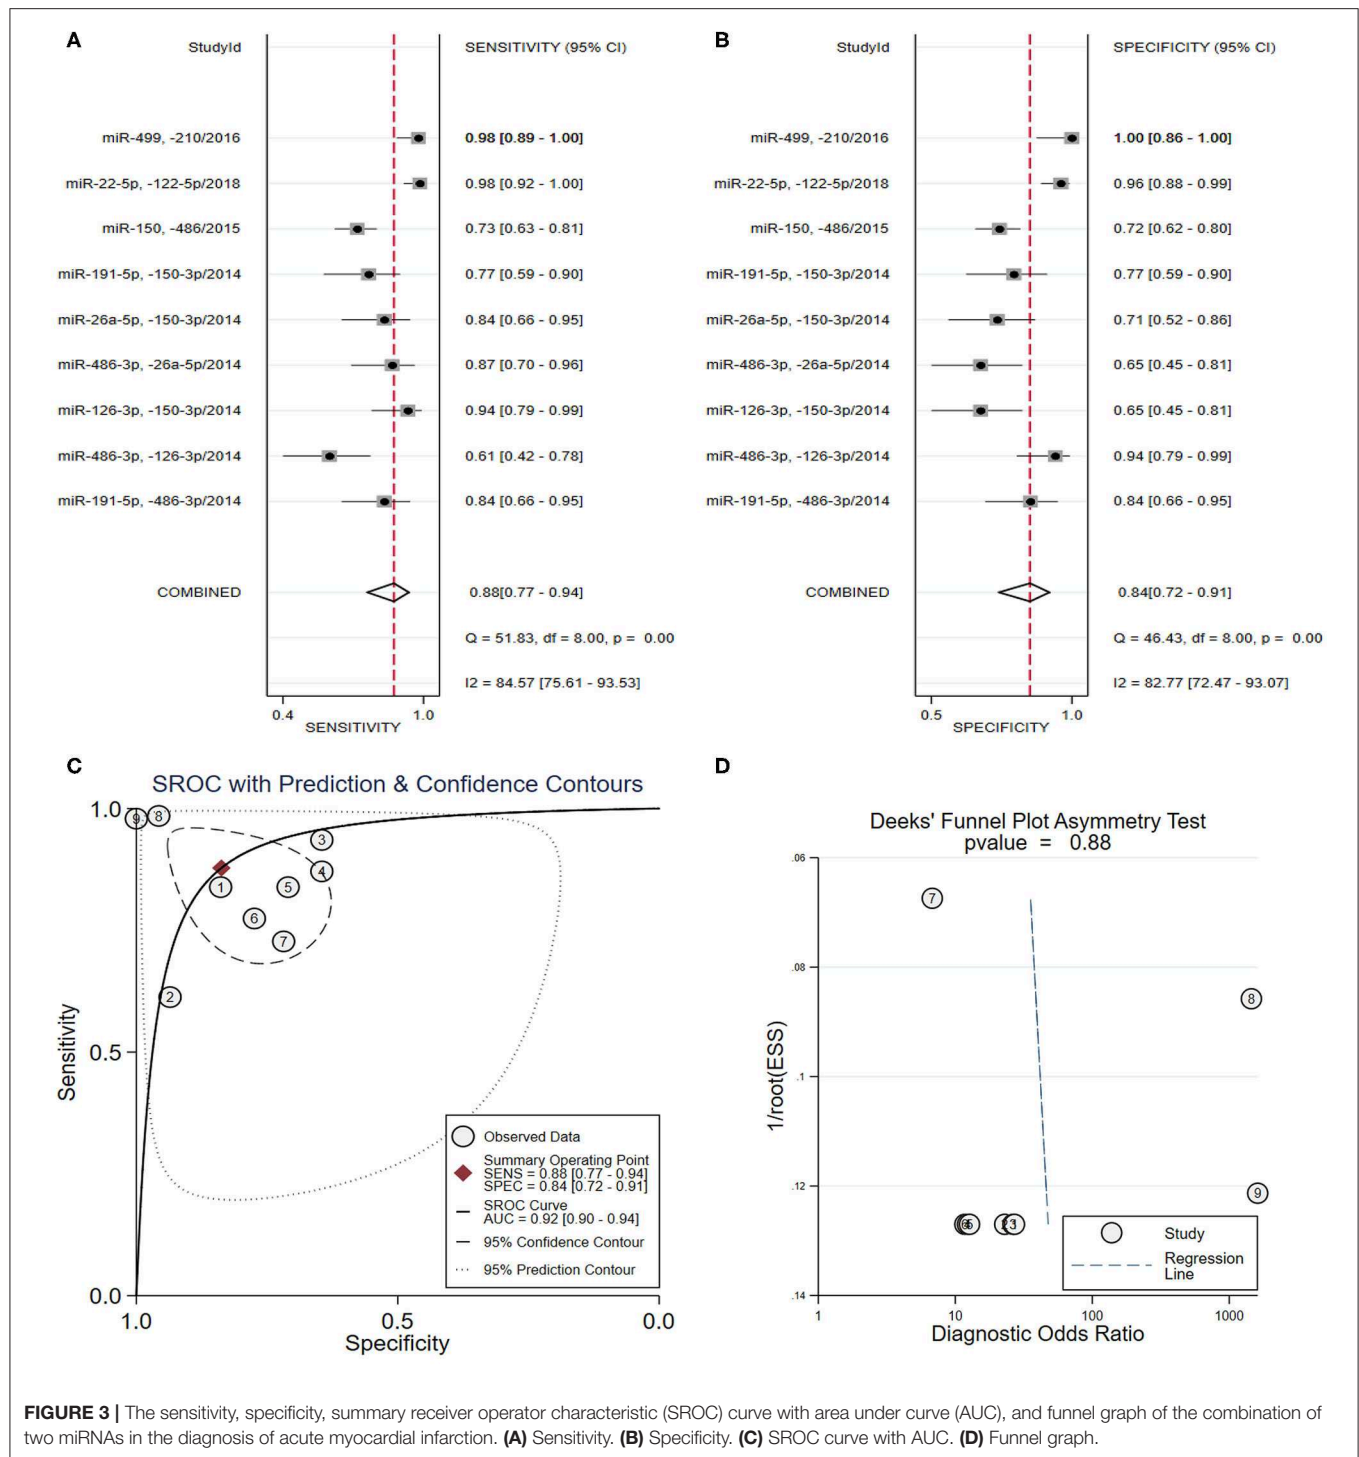 A
StudyId
SENSITIVITY (95% CI)
miR-499, -210/2016
0.98 [0.89 - 1.00]
miR-22-5p, -122-5p/2018
0.98 [0.92 - 1.00]
miR-150, -486/2015
0.73 [0.63 - 0.81]
miR-191-5p, -150-3p/2014
0.77 [0.59 - 0.90]
miR-26a-5p, -150-3p/2014
0.84 [0.66 - 0.95]
miR-486-3p, -26a-5p/2014
0.87 [0.70 - 0.96]
miR-126-3p, -150-3p/2014
0.94 [0.79 - 0.99]
miR-486-3p, -126-3p/2014
0.61 [0.42 - 0.78]
miR-191-5p, -486-3p/2014
0.84 [0.66 - 0.95]
COMBINED
0.88[0.77 - 0.94]
Q = 51.83, df = 8.00, p = 0.00
I2 = 84.57 [75.61 - 93.53]
0.4
1.0
SENSITIVITY
B
StudyId
SPECIFICITY (95% CI)
miR-499, -210/2016
1.00 [0.86 - 1.00]
miR-22-5p, -122-5p/2018
0.96 [0.88 - 0.99]
miR-150, -486/2015
0.72 [0.62 - 0.80]
miR-191-5p, -150-3p/2014
0.77 [0.59 - 0.90]
miR-26a-5p, -150-3p/2014
0.71 [0.52 - 0.86]
miR-486-3p, -26a-5p/2014
0.65 [0.45 - 0.81]
miR-126-3p, -150-3p/2014
0.65 [0.45 - 0.81]
miR-486-3p, -126-3p/2014
0.94 [0.79 - 0.99]
miR-191-5p, -486-3p/2014
0.84 [0.66 - 0.95]
COMBINED
0.84[0.72 - 0.91]
Q = 46.43, df = 8.00, p = 0.00
I2 = 82.77 [72.47 - 93.07]
0.5
1.0
SPECIFICITY
C
SROC with Prediction & Confidence Contours
1.0
0.5
0.0
Sensitivity
9
8
3
4
1
5
6
7
2
Observed Data
Summary Operating Point
SENS = 0.88 [0.77 - 0.94]
SPEC = 0.84 [0.72 - 0.91]
SROC Curve
AUC = 0.92 [0.90 - 0.94]
95% Confidence Contour
95% Prediction Contour
1.0
0.5
0.0
Specificity
D
Deeks' Funnel Plot Asymmetry Test
pvalue = 0.88
.06
.08
.1
.12
.14
1/root(ESS)
7
8
9
5
3
Study
Regression
Line
1
10
100
1000
Diagnostic Odds Ratio
FIGURE 3 | The sensitivity, specificity, summary receiver operator characteristic (SROC) curve with area under curve (AUC), and funnel graph of the combination of
two miRNAs in the diagnosis of acute myocardial infarction. (A) Sensitivity. (B) Specificity. (C) SROC curve with AUC. (D) Funnel graph.